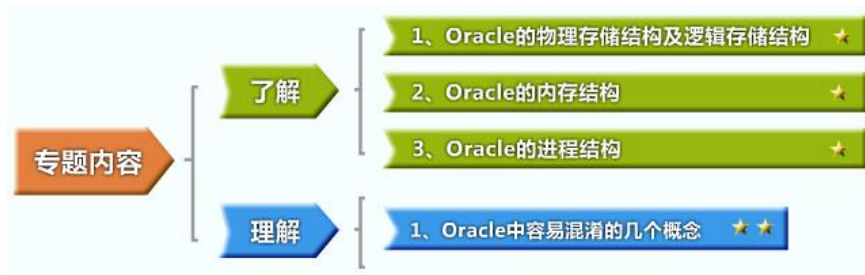 专题内容
了解
1、Oracle的物理存储结构及逻辑存储结构
2、Oracle的内存结构
3、Oracle的进程结构
理解
1、Oracle中容易混淆的几个概念